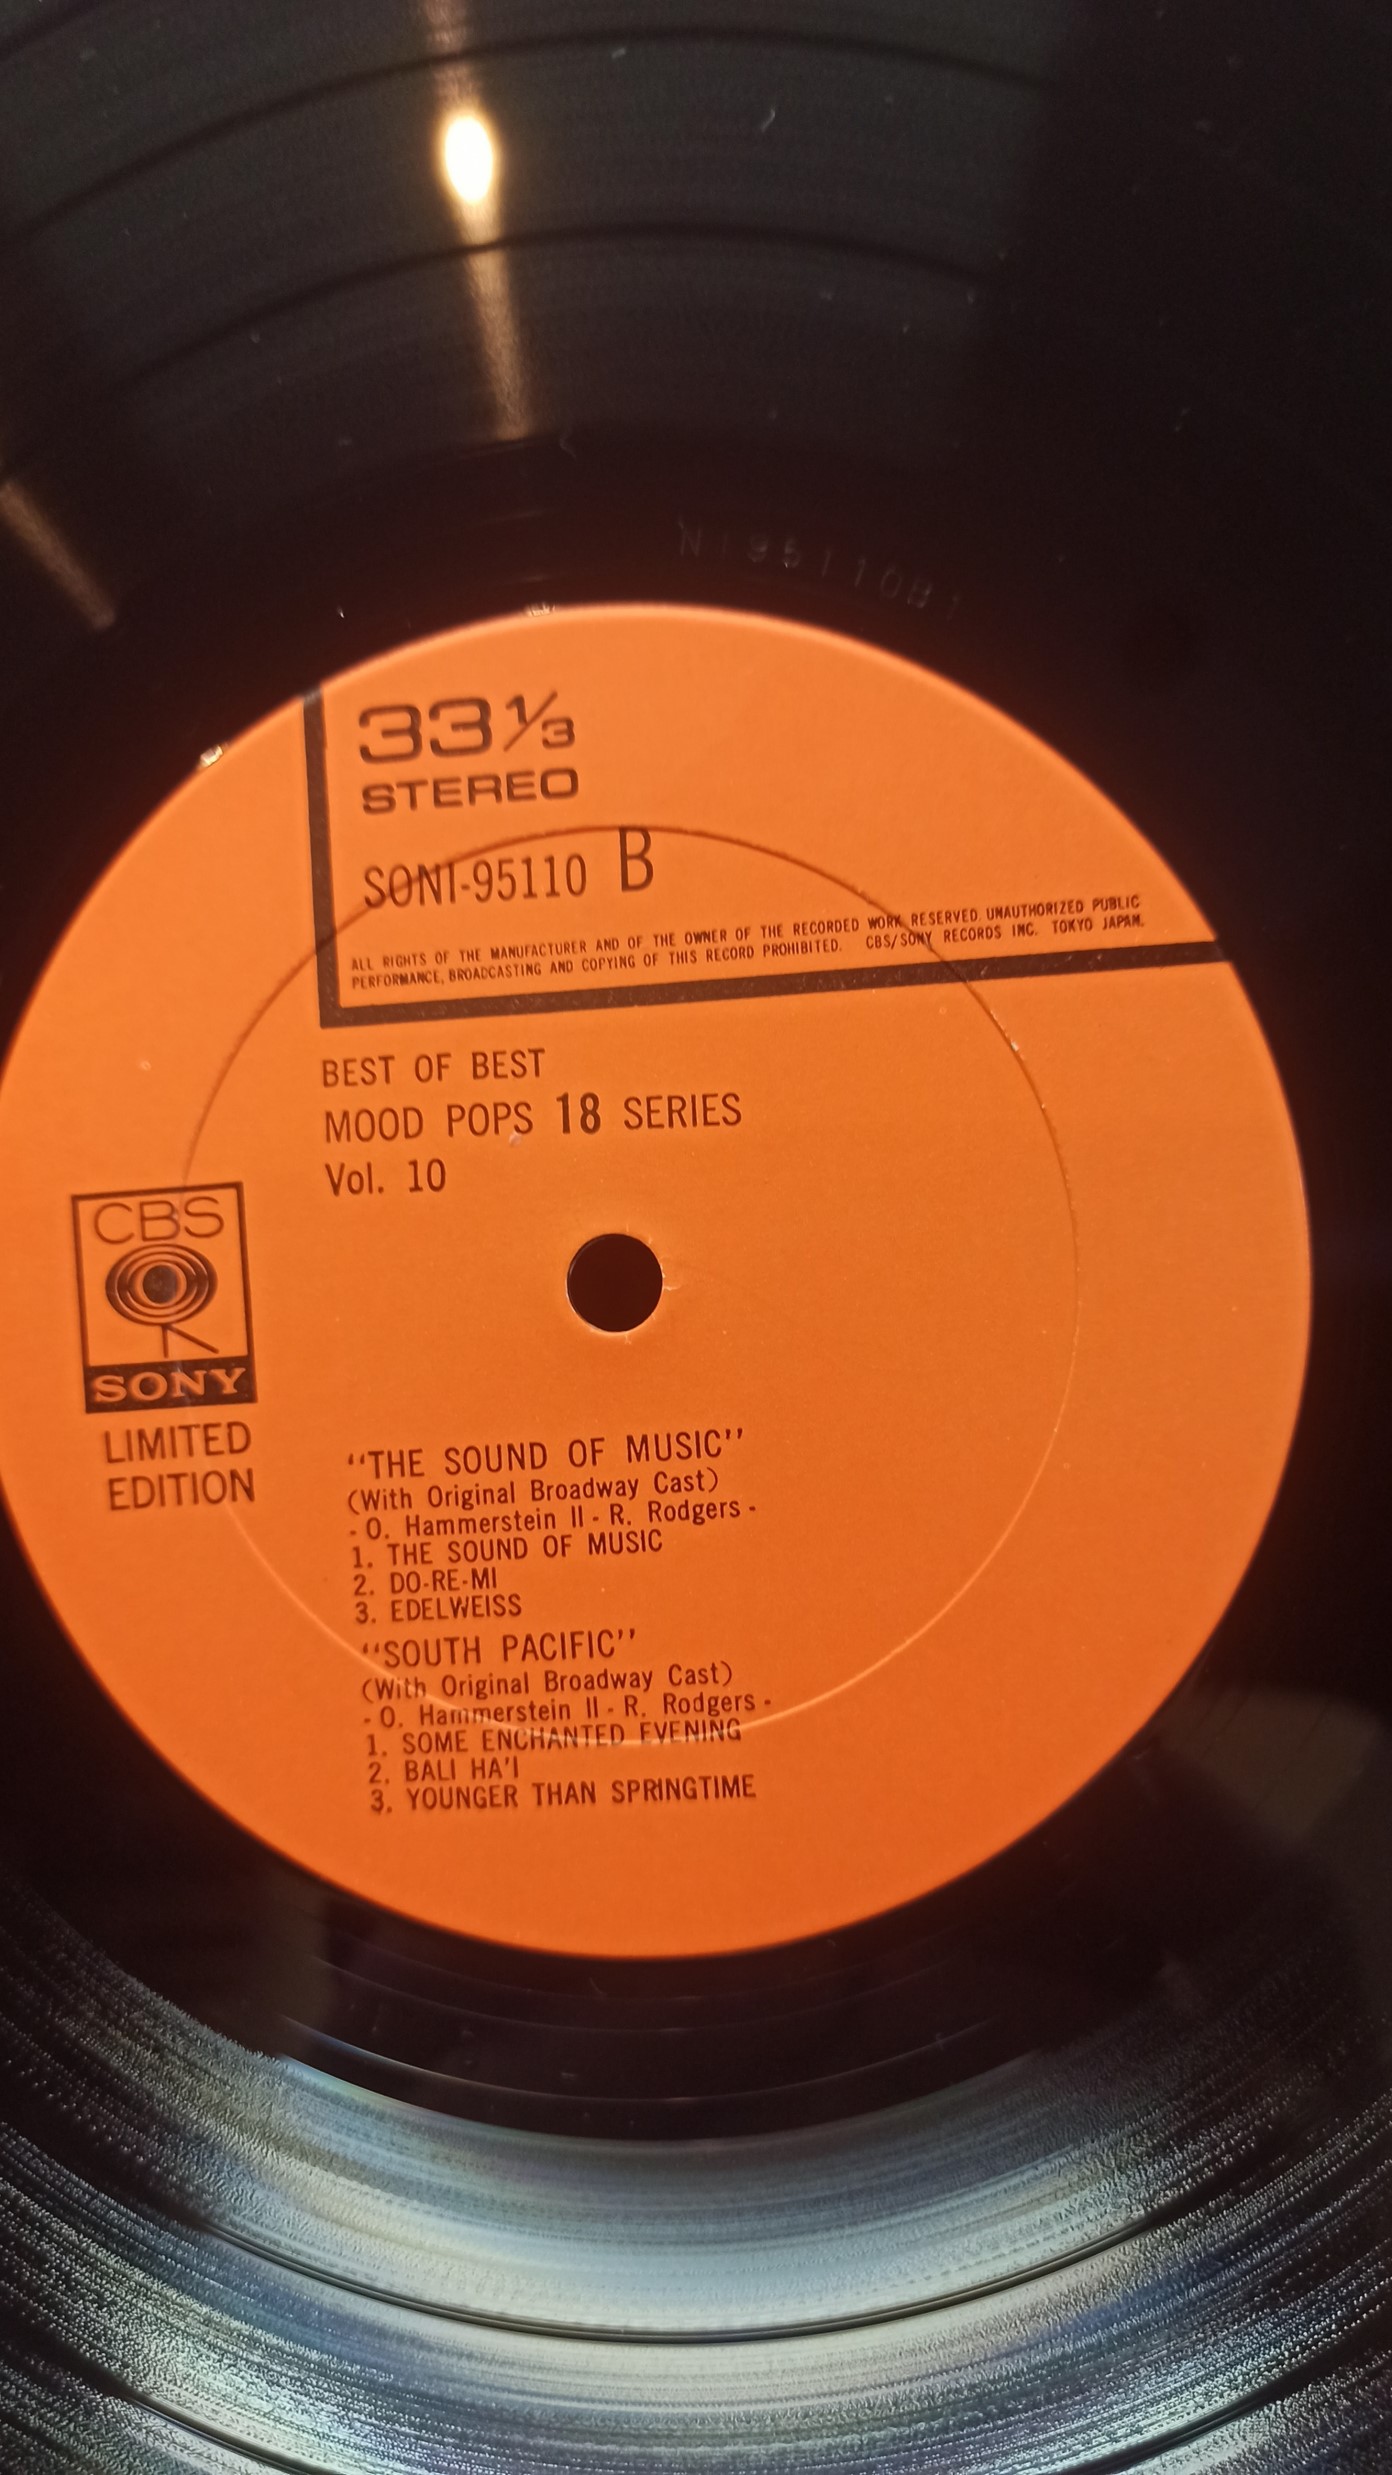 N195110B1
33 1/3
STEREO
SONI-95110 B
ALL RIGHTS OF THE MANUFACTURER AND OF THE OWNER OF THE RECORDED WORK RESERVED. UNAUTHORIZED PUBLIC
PERFORMANCE, BROADCASTING AND COPYING OF THIS RECORD PROHIBITED. CBS/SONY RECORDS INC. TOKYO JAPAN.
BEST OF BEST
MOOD POPS 18 SERIES
Vol. 10
CBS
SONY
LIMITED
EDITION
“THE SOUND OF MUSIC”
(With Original Broadway Cast)
- O. Hammerstein II - R. Rodgers -
1. THE SOUND OF MUSIC
2. DO-RE-MI
3. EDELWEISS
“SOUTH PACIFIC”
(With Original Broadway Cast)
- O. Hammerstein II - R. Rodgers -
1. SOME ENCHANTED EVENING
2. BALI HA'I
3. YOUNGER THAN SPRINGTIME